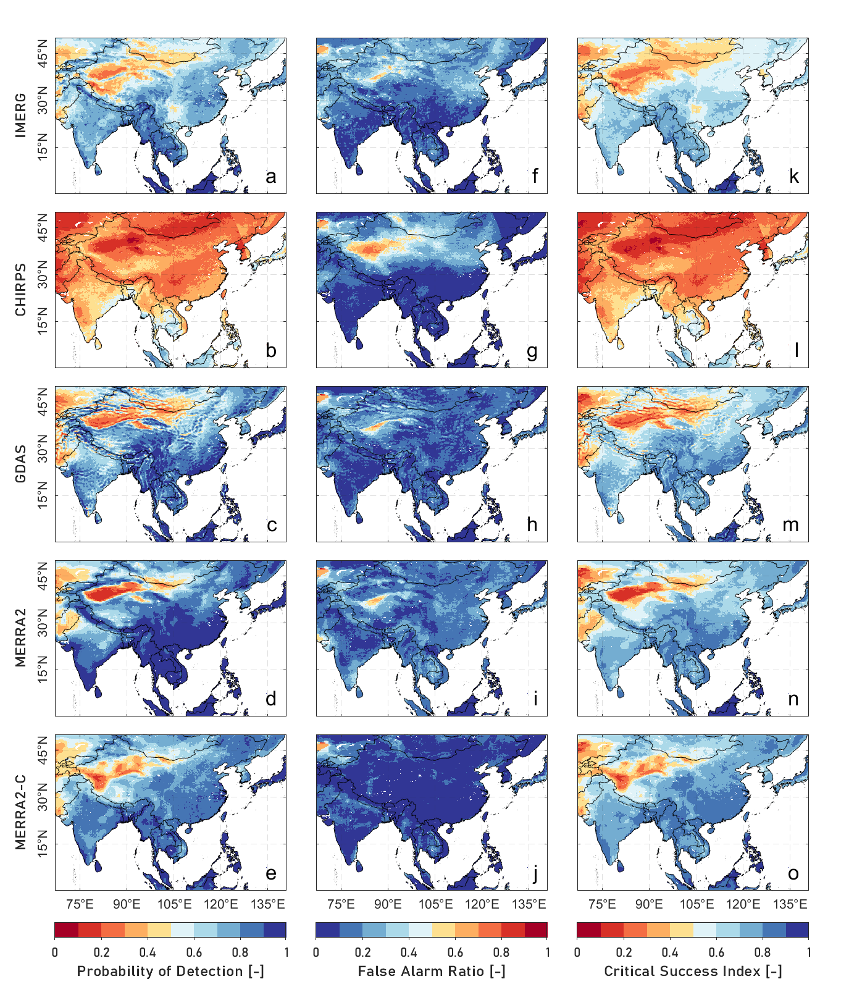 45°N
30°N
15°N
IMERG
a
f
k
45°N
30°N
15°N
CHIRPS
b
g
l
45°N
30°N
15°N
GDAS
c
h
m
45°N
30°N
15°N
MERRA2
d
i
n
45°N
30°N
15°N
MERRA2-C
e
j
o
75°E 90°E 105°E 120°E 135°E
75°E 90°E 105°E 120°E 135°E
75°E 90°E 105°E 120°E 135°E
0 0.2 0.4 0.6 0.8 1
0 0.2 0.4 0.6 0.8 1
0 0.2 0.4 0.6 0.8 1
Probability of Detection [-]
False Alarm Ratio [-]
Critical Success Index [-]